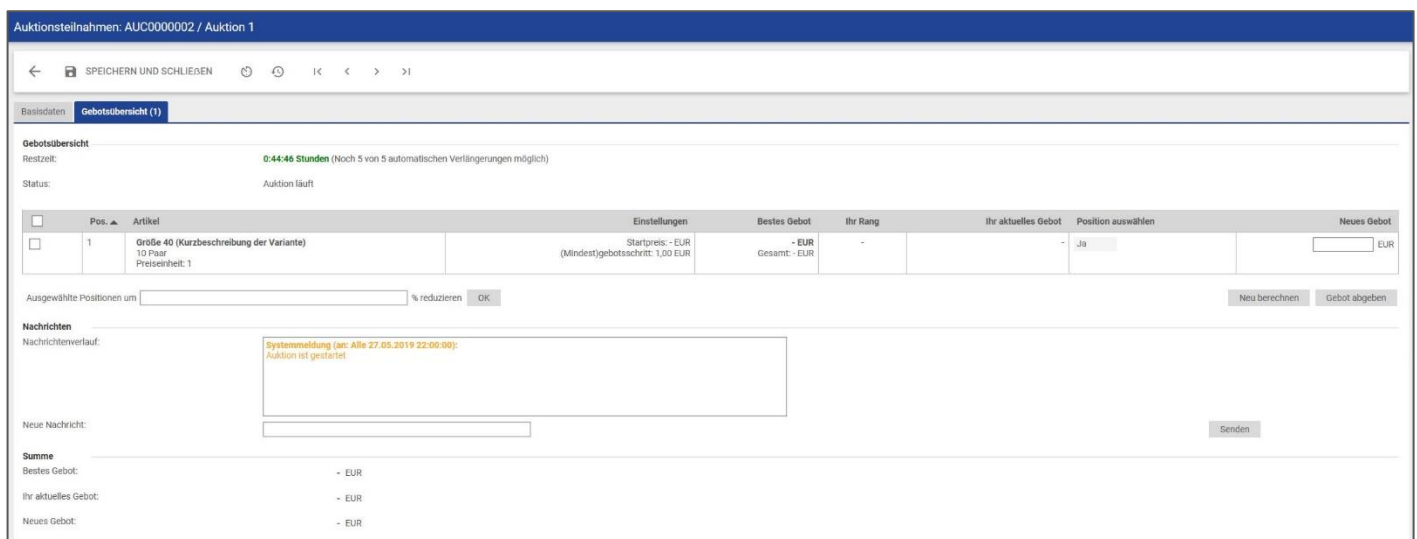 Auktionsteilnahmen: AUC0000002 / Auktion 1
SPEICHERN UND SCHLIEßEN
Basisdaten Gebotsübersicht (1)
Gebotsübersicht
Restzeit: 0:44:46 Stunden (Noch 5 von 5 automatischen Verlängerungen möglich)
Status: Auktion läuft
Pos. Artikel Einstellungen Bestes Gebot Ihr Rang Ihr aktuelles Gebot Position auswählen Neues Gebot
1 Größe 40 (Kurzbeschreibung der Variante) Startpreis: - EUR - EUR - - Ja EUR
10 Paar (Mindest)gebotsschritt: 1,00 EUR Gesamt: - EUR
Preiseinheit: 1
Ausgewählte Positionen um % reduzieren OK Neu berechnen Gebot abgeben
Nachrichten
Nachrichtenverlauf: Systemmeldung (an: Alle 27.05.2019 22:00:00):
Auktion ist gestartet
Neue Nachricht: Senden
Summe
Bestes Gebot: - EUR
Ihr aktuelles Gebot: - EUR
Neues Gebot: - EUR